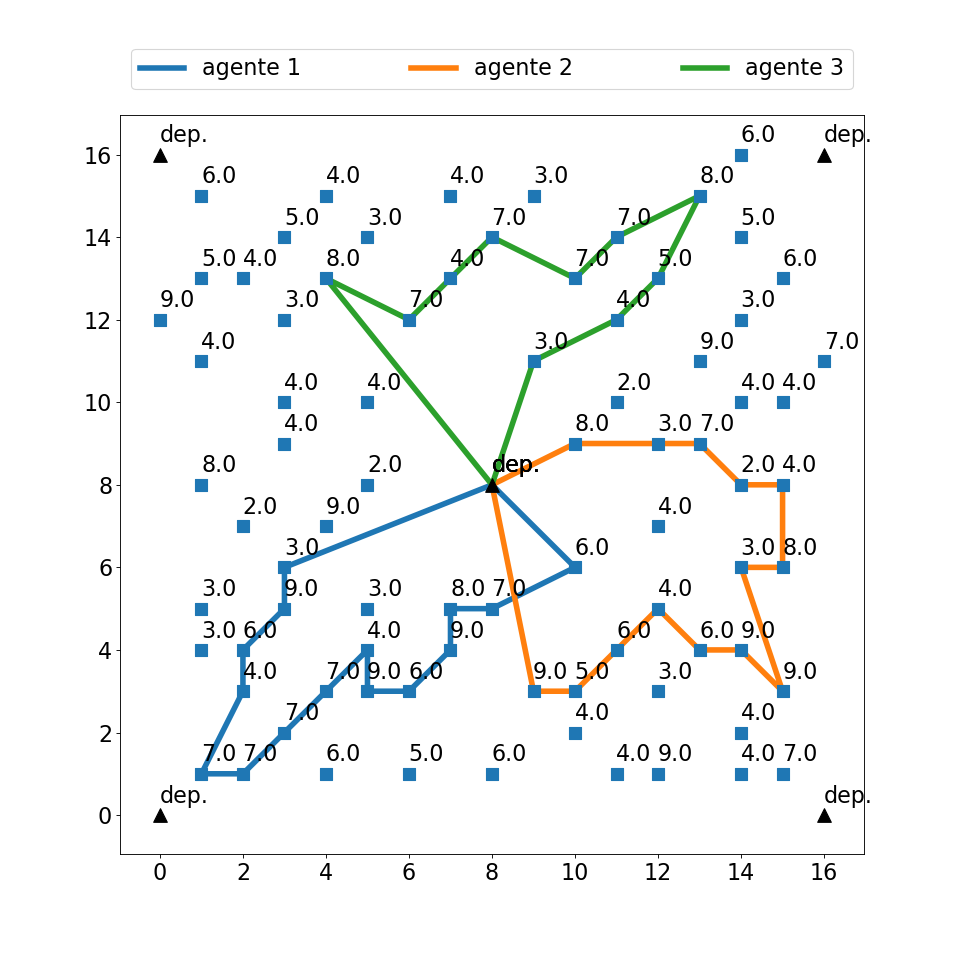 agente 1 agente 2 agente 3
dep. 6.0 dep.
16
6.0 4.0 4.0 3.0 8.0
5.0 3.0 7.0 7.0 5.0
14
5.0 4.0 8.0 4.0 7.0 5.0 6.0
9.0 3.0 7.0 4.0 3.0
12
4.0 3.0 9.0 7.0
4.0 4.0 2.0 4.0 4.0
10
4.0 8.0 3.0 7.0
8.0 2.0 dep. 2.0 4.0
8
2.0 9.0 4.0
3.0 6.0 3.0 8.0
6
3.0 9.0 3.0 8.0 7.0 4.0
3.0 6.0 4.0 9.0 6.0 6.0 9.0
4
4.0 7.0 9.0 6.0 9.0 5.0 3.0 9.0
7.0 4.0 4.0
2
7.0 7.0 6.0 5.0 6.0 4.0 9.0 4.0 7.0
dep. dep.
0
0 2 4 6 8 10 12 14 16